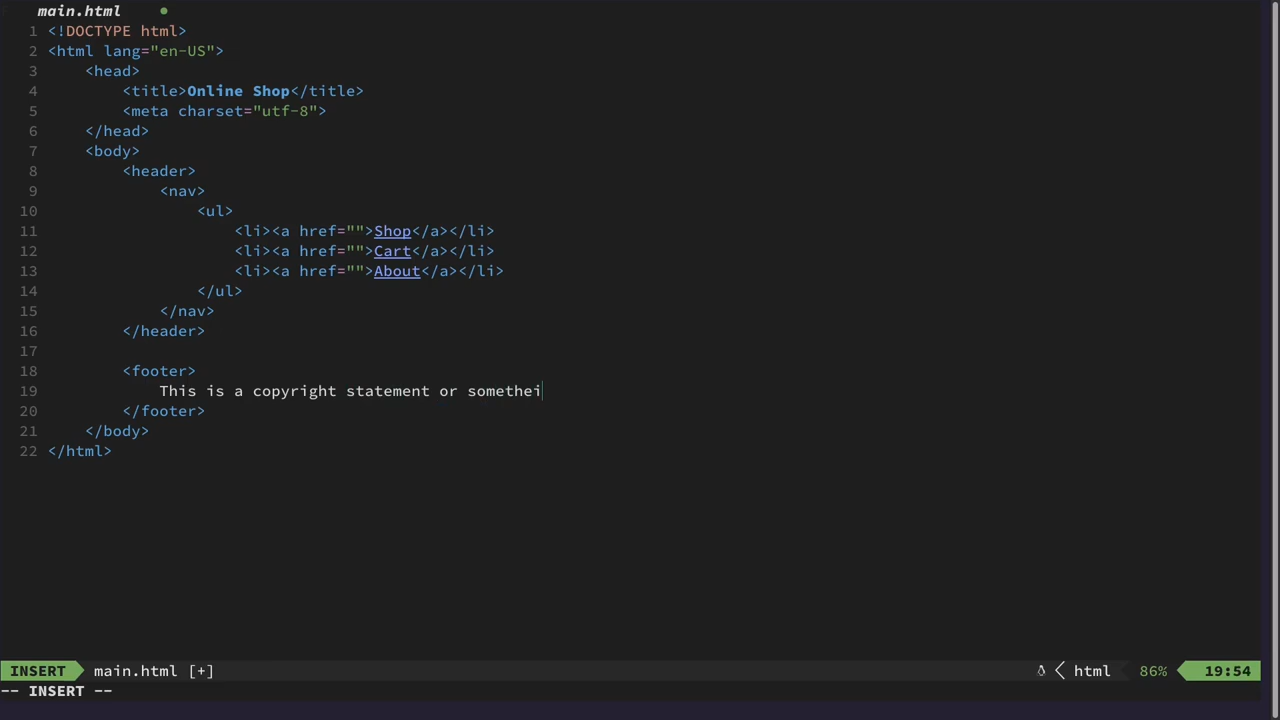 main.html ●
1 <!DOCTYPE html>
2 <html lang="en-US">
3     <head>
4         <title>Online Shop</title>
5         <meta charset="utf-8">
6     </head>
7     <body>
8         <header>
9             <nav>
10                 <ul>
11                     <li><a href="">Shop</a></li>
12                     <li><a href="">Cart</a></li>
13                     <li><a href="">About</a></li>
14                 </ul>
15             </nav>
16         </header>
17
18         <footer>
19             This is a copyright statement or somethei
20         </footer>
21     </body>
22 </html>
INSERT main.html [+] html 86% 19:54
-- INSERT --